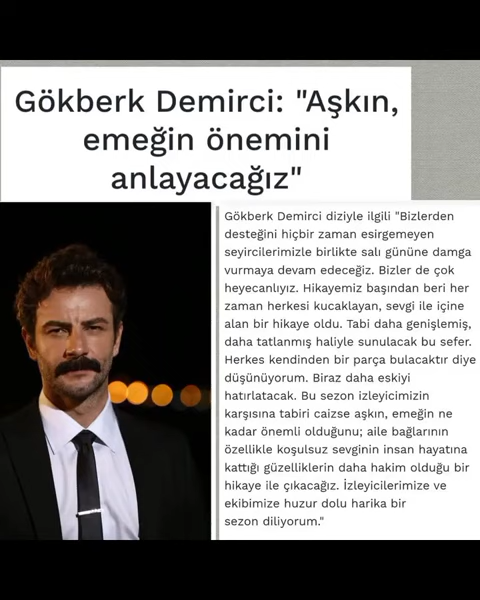 Gökberk Demirci: "Aşkın,
emeğin önemini
anlayacağız"
Gökberk Demirci diziyle ilgili "Bizlerden
desteğini hiçbir zaman esirgemeyen
seyircilerimizle birlikte salı gününe damga
vurmaya devam edeceğiz. Bizler de çok
heyecanlıyız. Hikayemiz başından beri her
zaman herkesi kucaklayan, sevgi ile içine
alan bir hikaye oldu. Tabi daha genişlemiş,
daha tatlanmış haliyle sunulacak bu sefer.
Herkes kendinden bir parça bulacaktır diye
düşünüyorum. Biraz daha eskiyi
hatırlatacak. Bu sezon izleyicimizin
karşısına tabiri caizse aşkın, emeğin ne
kadar önemli olduğunu; aile bağlarının
özellikle koşulsuz sevginin insan hayatına
kattığı güzelliklerin daha hakim olduğu bir
hikaye ile çıkacağız. İzleyicilerimize ve
ekibimize huzur dolu harika bir
sezon diliyorum."